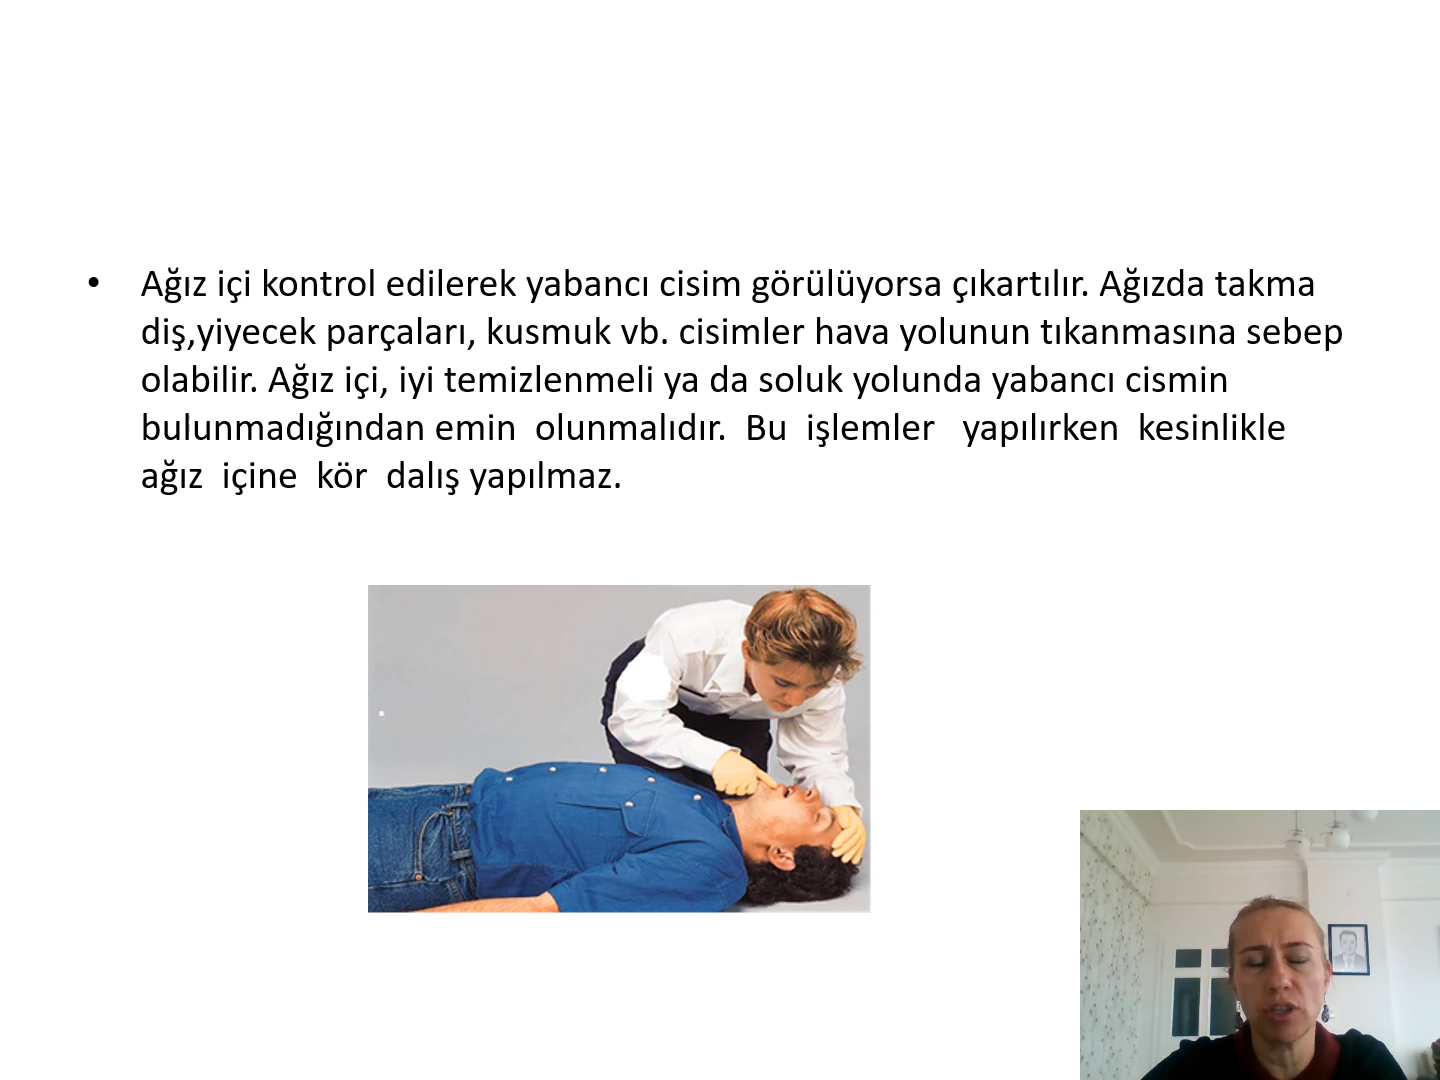 • Ağız içi kontrol edilerek yabancı cisim görülüyorsa çıkartılır. Ağızda takma
diş,yiyecek parçaları, kusmuk vb. cisimler hava yolunun tıkanmasına sebep
olabilir. Ağız içi, iyi temizlenmeli ya da soluk yolunda yabancı cismin
bulunmadığından emin  olunmalıdır.  Bu  işlemler   yapılırken  kesinlikle
ağız  içine  kör  dalış yapılmaz.